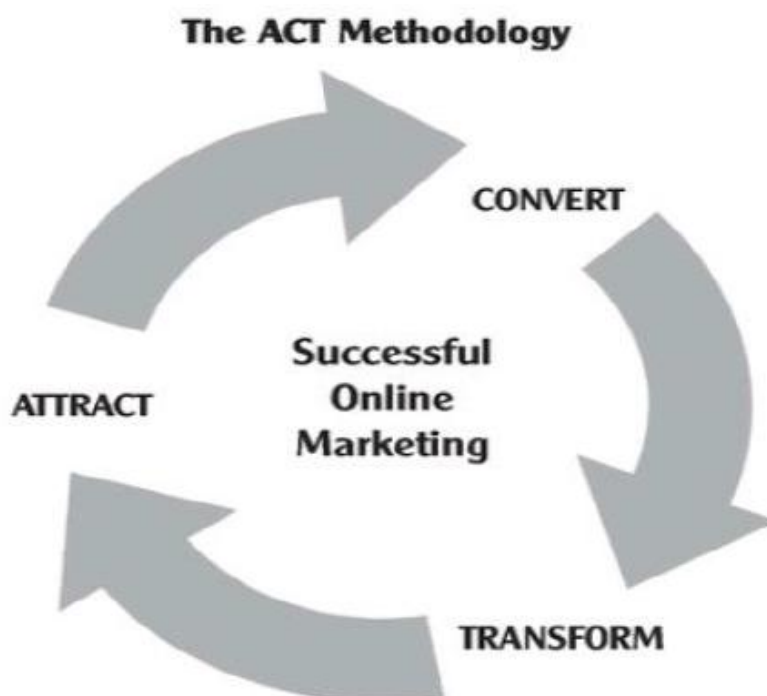 The ACT Methodology
CONVERT
Successful
Online
Marketing
ATTRACT
TRANSFORM